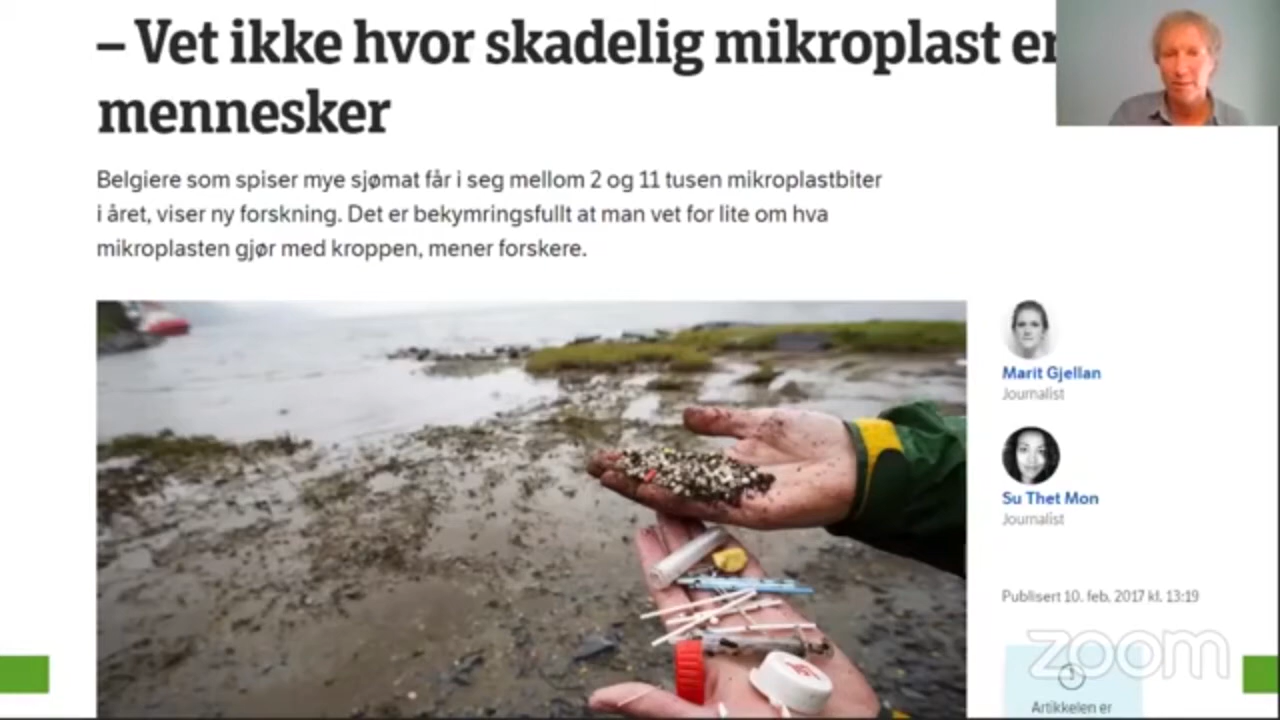 – Vet ikke hvor skadelig mikroplast er
mennesker
Belgiere som spiser mye sjømat får i seg mellom 2 og 11 tusen mikroplastbiter
i året, viser ny forskning. Det er bekymringsfullt at man vet for lite om hva
mikroplasten gjør med kroppen, mener forskere.
Marit Gjellan
Journalist
Su Thet Mon
Journalist
Publisert 10. feb. 2017 kl. 13:19
zoom
Artikkelen er